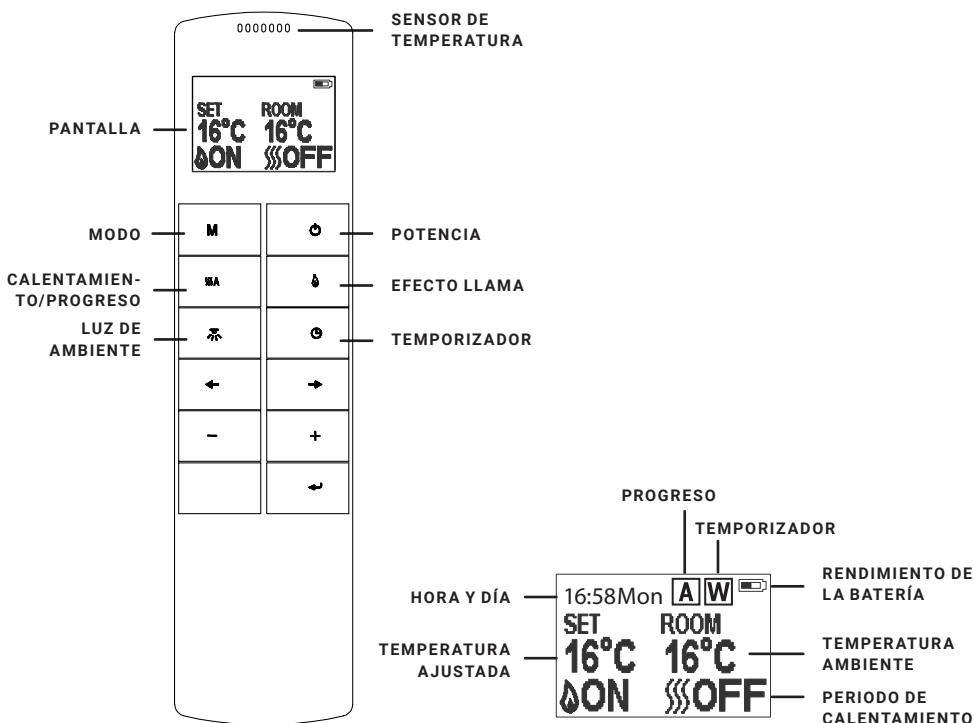 SENSOR DE
TEMPERATURA
0000000
SET ROOM
16°C 16°C
ON OFF
PANTALLA
M
MODO
POTENCIA
CALENTAMIEN-
TO/PROGRESO
A
EFECTO LLAMA
LUZ DE
AMBIENTE
TEMPORIZADOR
← →
− +
↵
PROGRESO
TEMPORIZADOR
HORA Y DÍA
16:58Mon A W
RENDIMIENTO DE
LA BATERÍA
SET ROOM
16°C 16°C
ON OFF
TEMPERATURA
AJUSTADA
TEMPERATURA
AMBIENTE
PERIODO DE
CALENTAMIENTO